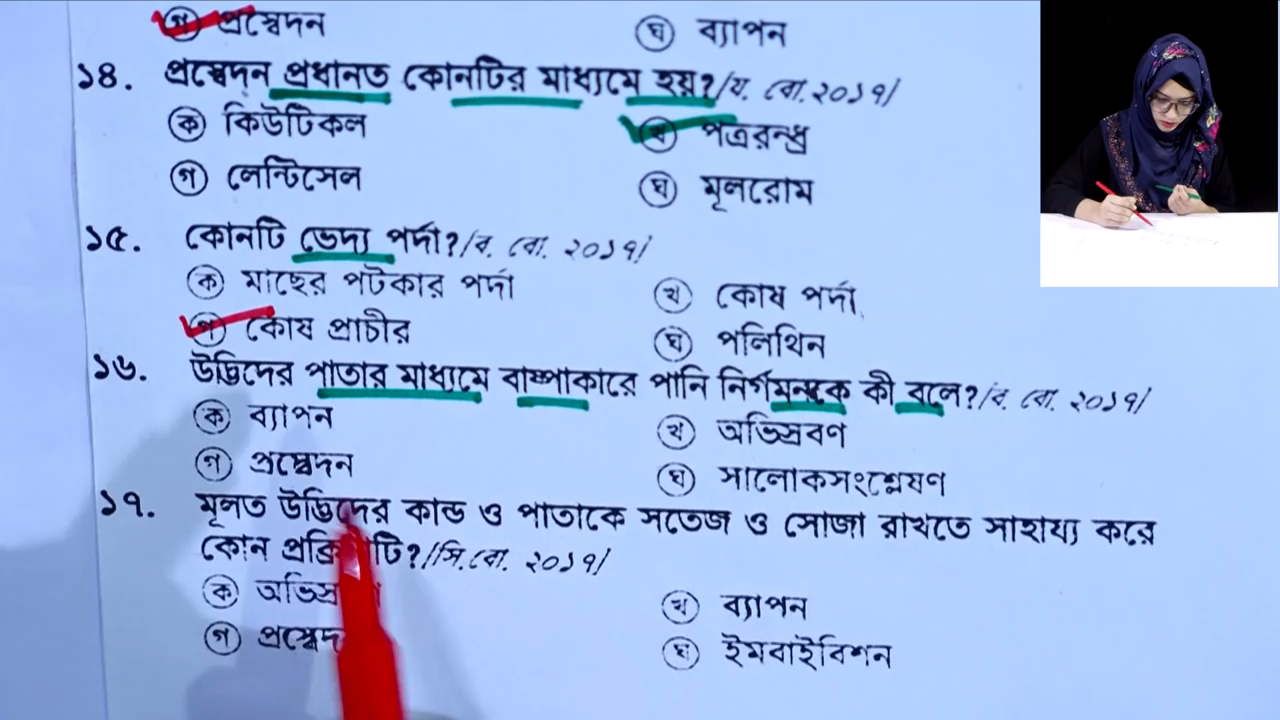 গ প্রস্বেদন ঘ ব্যাপন
১৪. প্রস্বেদন প্রধানত কোনটির মাধ্যমে হয়?/য. বো. ২০১৭/
ক কিউটিকল খ পত্ররন্ধ্র
গ লেন্টিসেল ঘ মূলরোম
১৫. কোনটি ভেদ্য পর্দা?/ব. বো. ২০১৭/
ক মাছের পটকার পর্দা খ কোষ পর্দা
গ কোষ প্রাচীর ঘ পলিথিন
১৬. উদ্ভিদের পাতার মাধ্যমে বাষ্পাকারে পানি নির্গমনকে কী বলে?/ব. বো. ২০১৭/
ক ব্যাপন খ অভিস্রবণ
গ প্রস্বেদন ঘ সালোকসংশ্লেষণ
১৭. মূলত উদ্ভিদের কান্ড ও পাতাকে সতেজ ও সোজা রাখতে সাহায্য করে
কোন টি?/সি.বো. ২০১৭/
ক খ ব্যাপন
গ ঘ ইমবাইবিশন